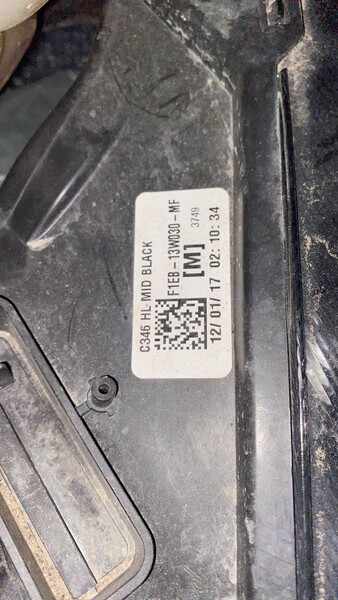 C346 HL MID BLACK
F1EB-13W030-MF
[M] 3749
12/01/17 02:10:34